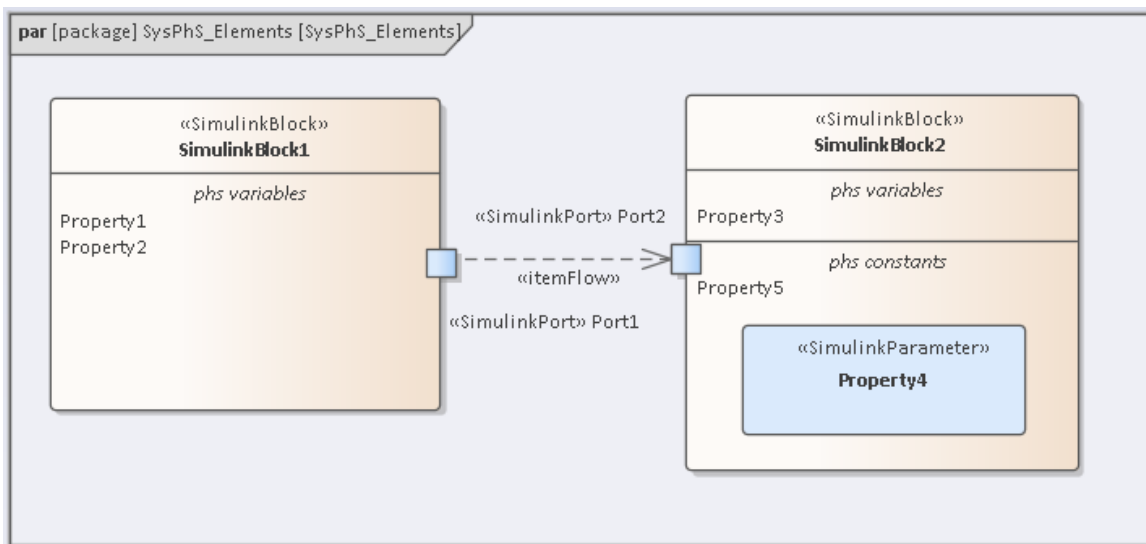 par [package] SysPhS_Elements [SysPhS_Elements]
«SimulinkBlock»
SimulinkBlock1
phs variables
Property1
Property2
«SimulinkPort» Port2
«itemFlow»
«SimulinkPort» Port1
«SimulinkBlock»
SimulinkBlock2
phs variables
Property3
phs constants
Property5
«SimulinkParameter»
Property4